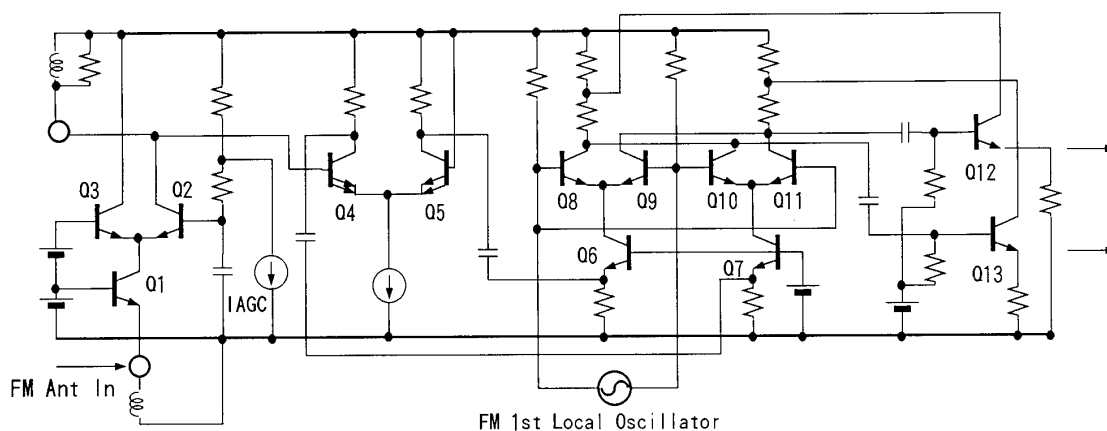 Q3
Q2
Q1
IAGC
Q4
Q5
Q8
Q9
Q10
Q11
Q6
Q7
Q12
Q13
FM Ant In
FM 1st Local Oscillator